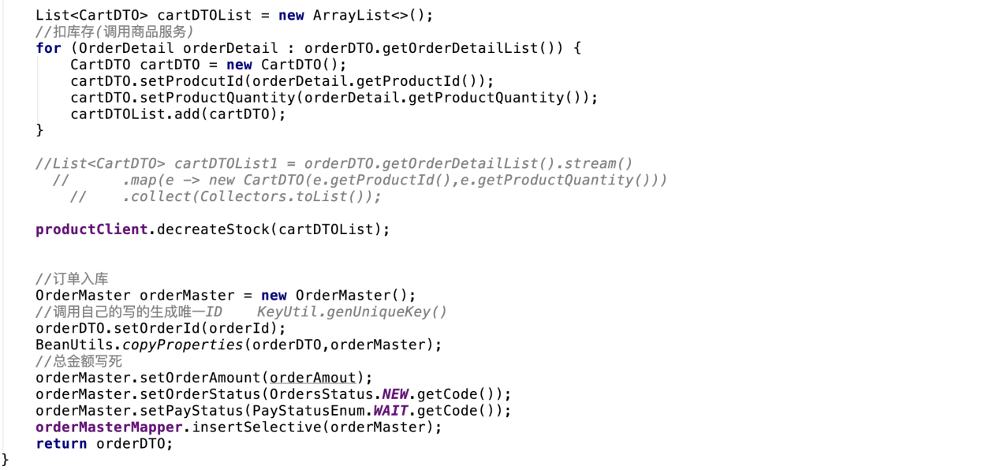 List<CartDTO> cartDTOList = new ArrayList<>();
//扣库存(调用商品服务)
for (OrderDetail orderDetail : orderDTO.getOrderDetailList()) {
CartDTO cartDTO = new CartDTO();
cartDTO.setProdcutId(orderDetail.getProductId());
cartDTO.setProductQuantity(orderDetail.getProductQuantity());
cartDTOList.add(cartDTO);
}
//List<CartDTO> cartDTOList1 = orderDTO.getOrderDetailList().stream()
//      .map(e -> new CartDTO(e.getProductId(),e.getProductQuantity()))
//    .collect(Collectors.toList());
productClient.decreateStock(cartDTOList);
//订单入库
OrderMaster orderMaster = new OrderMaster();
//调用自己的写的生成唯一ID    KeyUtil.genUniqueKey()
orderDTO.setOrderId(orderId);
BeanUtils.copyProperties(orderDTO,orderMaster);
//总金额写死
orderMaster.setOrderAmount(orderAmout);
orderMaster.setOrderStatus(OrdersStatus.NEW.getCode());
orderMaster.setPayStatus(PayStatusEnum.WAIT.getCode());
orderMasterMapper.insertSelective(orderMaster);
return orderDTO;
}